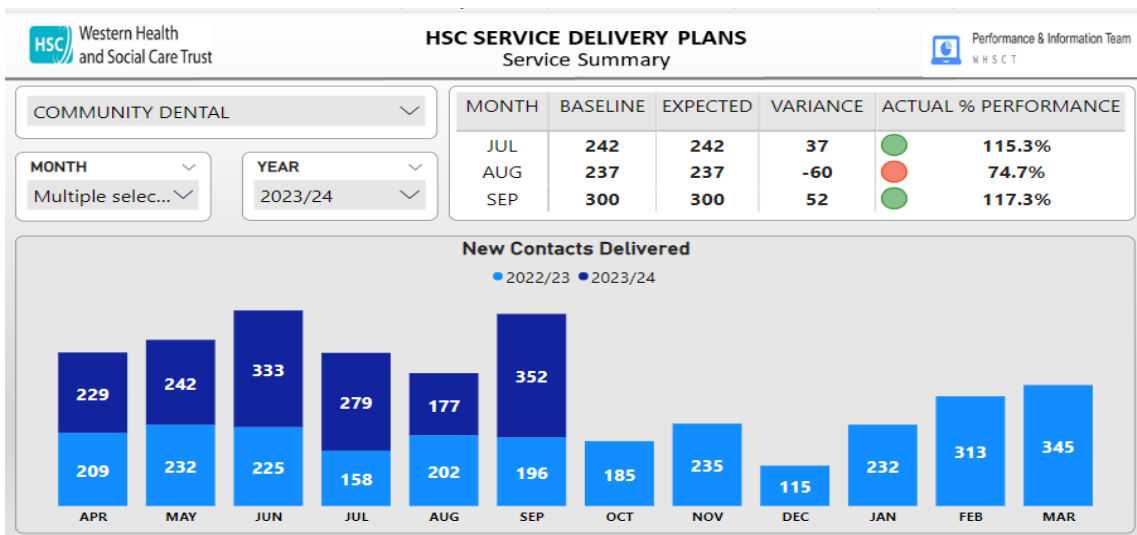 HSC
Western Health
and Social Care Trust
HSC SERVICE DELIVERY PLANS
Service Summary
Performance & Information Team
WHSCT
COMMUNITY DENTAL
MONTH
Multiple selec...
YEAR
2023/24
MONTH BASELINE EXPECTED VARIANCE ACTUAL % PERFORMANCE
JUL 242 242 37 115.3%
AUG 237 237 -60 74.7%
SEP 300 300 52 117.3%
New Contacts Delivered
2022/23 2023/24
229 242 333 279 177 352
209 232 225 158 202 196 185 235 115 232 313 345
APR MAY JUN JUL AUG SEP OCT NOV DEC JAN FEB MAR